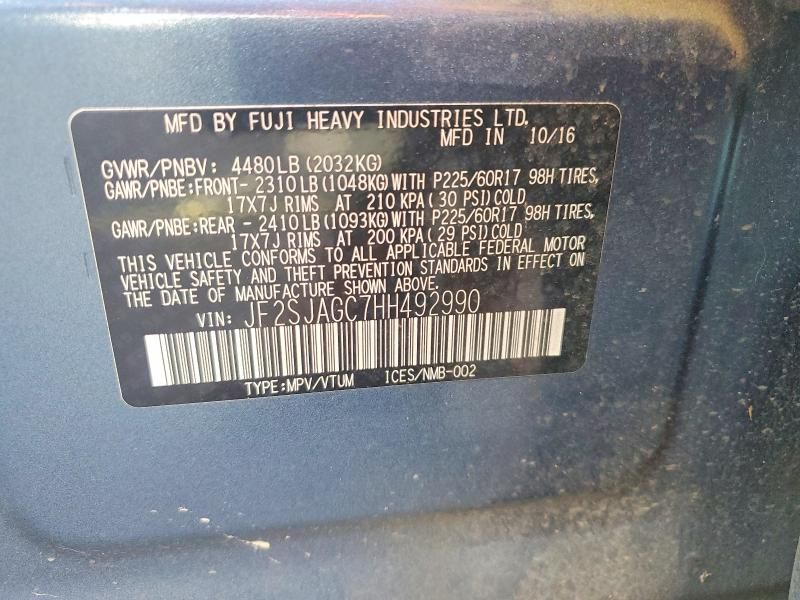 MFD BY FUJI HEAVY INDUSTRIES LTD.
MFD IN 10/16
GVWR/PNBV: 4480LB (2032KG)
GAWR/PNBE:FRONT- 2310LB (1048KG)WITH P225/60R17 98H TIRES,
17X7J RIMS AT 210 KPA( 30 PSI)COLD
GAWR/PNBE:REAR - 2410LB (1093KG)WITH P225/60R17 98H TIRES,
17X7J RIMS AT 200 KPA( 29 PSI)COLD
THIS VEHICLE CONFORMS TO ALL APPLICABLE FEDERAL MOTOR
VEHICLE SAFETY AND THEFT PREVENTION STANDARDS IN EFFECT ON
THE DATE OF MANUFACTURE SHOWN ABOVE.
VIN: JF2SJAGC7HH492990
TYPE:MPV/VTUM ICES/NMB-002